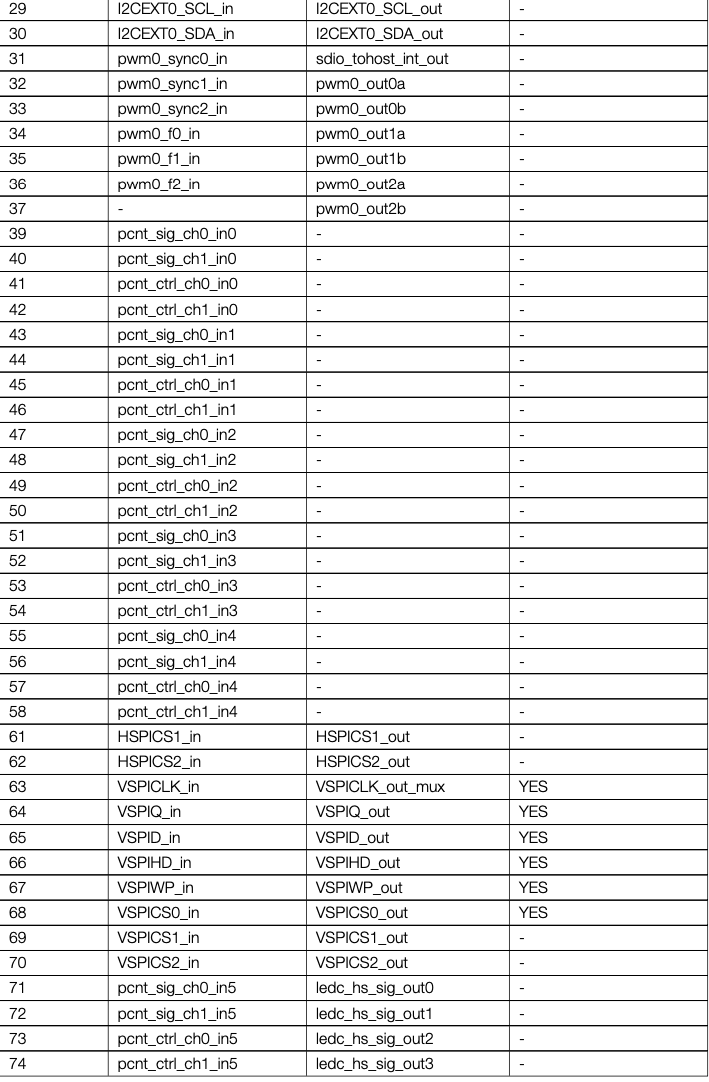 29 I2CEXT0_SCL_in I2CEXT0_SCL_out -
30 I2CEXT0_SDA_in I2CEXT0_SDA_out -
31 pwm0_sync0_in sdio_tohost_int_out -
32 pwm0_sync1_in pwm0_out0a -
33 pwm0_sync2_in pwm0_out0b -
34 pwm0_f0_in pwm0_out1a -
35 pwm0_f1_in pwm0_out1b -
36 pwm0_f2_in pwm0_out2a -
37 - pwm0_out2b -
39 pcnt_sig_ch0_in0 - -
40 pcnt_sig_ch1_in0 - -
41 pcnt_ctrl_ch0_in0 - -
42 pcnt_ctrl_ch1_in0 - -
43 pcnt_sig_ch0_in1 - -
44 pcnt_sig_ch1_in1 - -
45 pcnt_ctrl_ch0_in1 - -
46 pcnt_ctrl_ch1_in1 - -
47 pcnt_sig_ch0_in2 - -
48 pcnt_sig_ch1_in2 - -
49 pcnt_ctrl_ch0_in2 - -
50 pcnt_ctrl_ch1_in2 - -
51 pcnt_sig_ch0_in3 - -
52 pcnt_sig_ch1_in3 - -
53 pcnt_ctrl_ch0_in3 - -
54 pcnt_ctrl_ch1_in3 - -
55 pcnt_sig_ch0_in4 - -
56 pcnt_sig_ch1_in4 - -
57 pcnt_ctrl_ch0_in4 - -
58 pcnt_ctrl_ch1_in4 - -
61 HSPICS1_in HSPICS1_out -
62 HSPICS2_in HSPICS2_out -
63 VSPICLK_in VSPICLK_out_mux YES
64 VSPIQ_in VSPIQ_out YES
65 VSPID_in VSPID_out YES
66 VSPIHD_in VSPIHD_out YES
67 VSPIWP_in VSPIWP_out YES
68 VSPICS0_in VSPICS0_out YES
69 VSPICS1_in VSPICS1_out -
70 VSPICS2_in VSPICS2_out -
71 pcnt_sig_ch0_in5 ledc_hs_sig_out0 -
72 pcnt_sig_ch1_in5 ledc_hs_sig_out1 -
73 pcnt_ctrl_ch0_in5 ledc_hs_sig_out2 -
74 pcnt_ctrl_ch1_in5 ledc_hs_sig_out3 -